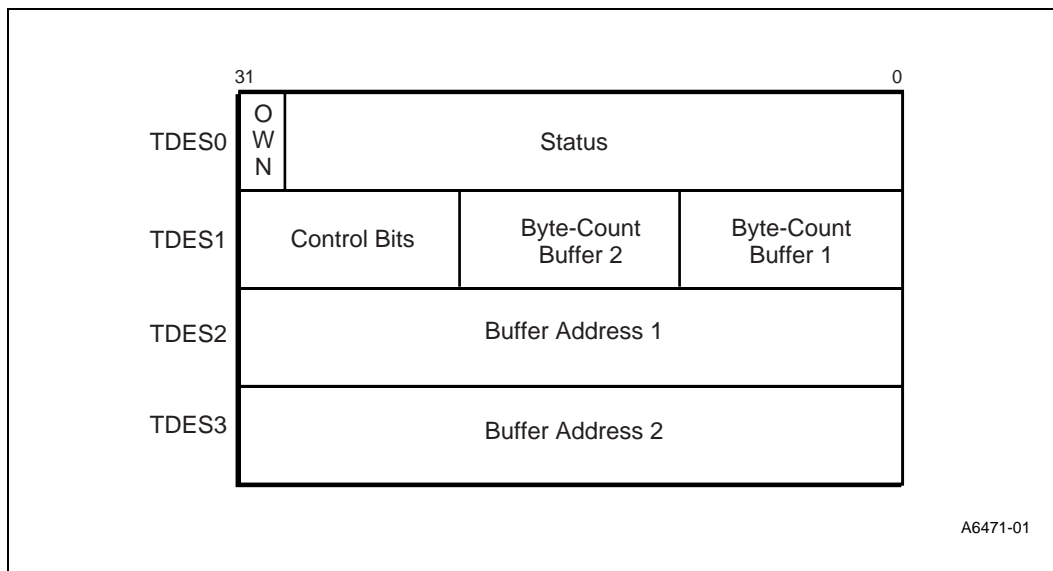 31 0
TDES0
O
W
N
Status
TDES1
Control Bits
Byte-Count
Buffer 2
Byte-Count
Buffer 1
TDES2
Buffer Address 1
TDES3
Buffer Address 2
A6471-01